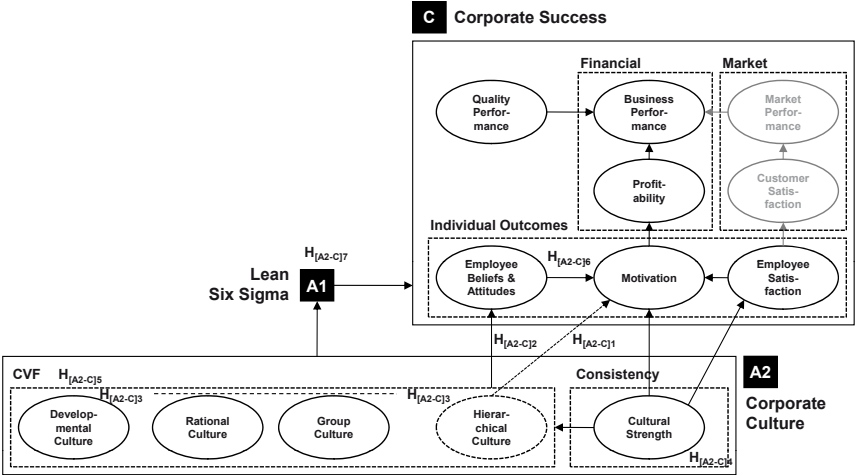 C Corporate Success
Financial
Market
Quality
Perfor-
mance
Business
Perfor-
mance
Market
Perfor-
mance
Profit-
ability
Customer
Satis-
faction
Individual Outcomes
H[A2-C]7
Employee
Beliefs &
Attitudes
H[A2-C]6
Motivation
Employee
Satis-
faction
Lean
Six Sigma
A1
H[A2-C]2
H[A2-C]1
CVF
H[A2-C]5
H[A2-C]3
H[A2-C]3
Consistency
A2
Corporate
Culture
Develop-
mental
Culture
Rational
Culture
Group
Culture
Hierar-
chical
Culture
Cultural
Strength
H[A2-C]4